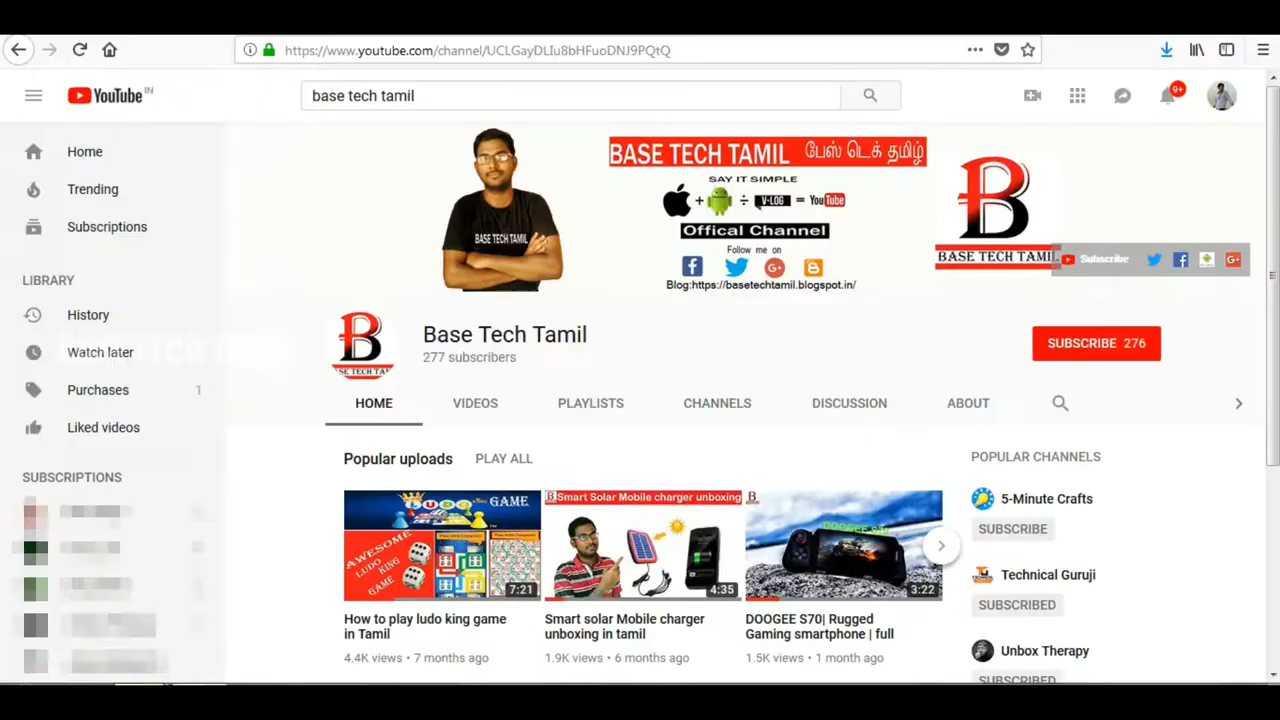 https://www.youtube.com/channel/UCLGayDLIu8bHFuoDNJ9PQtQ
YouTube IN
base tech tamil
9+
Home
Trending
Subscriptions
LIBRARY
History
Watch later
Purchases 1
Liked videos
SUBSCRIPTIONS
BASE TECH TAMIL பேஸ் டெக் தமிழ்
SAY IT SIMPLE
+ ÷ V-LOG = YouTube
Offical Channel
Follow me on
Blog:https://basetechtamil.blogspot.in/
BASE TECH TAMIL
BASE TECH TAMIL
Subscribe
Base Tech Tamil
277 subscribers
SUBSCRIBE 276
HOME VIDEOS PLAYLISTS CHANNELS DISCUSSION ABOUT
Popular uploads PLAY ALL
GAME
AWESOME
LUDO KING
GAME
7:21
How to play ludo king game
in Tamil
4.4K views • 7 months ago
Smart Solar Mobile charger unboxing
4:35
Smart solar Mobile charger
unboxing in tamil
1.9K views • 6 months ago
DOOGEE S70
3:22
DOOGEE S70| Rugged
Gaming smartphone | full
1.5K views • 1 month ago
POPULAR CHANNELS
5-Minute Crafts
SUBSCRIBE
Technical Guruji
SUBSCRIBED
Unbox Therapy
SUBSCRIBED